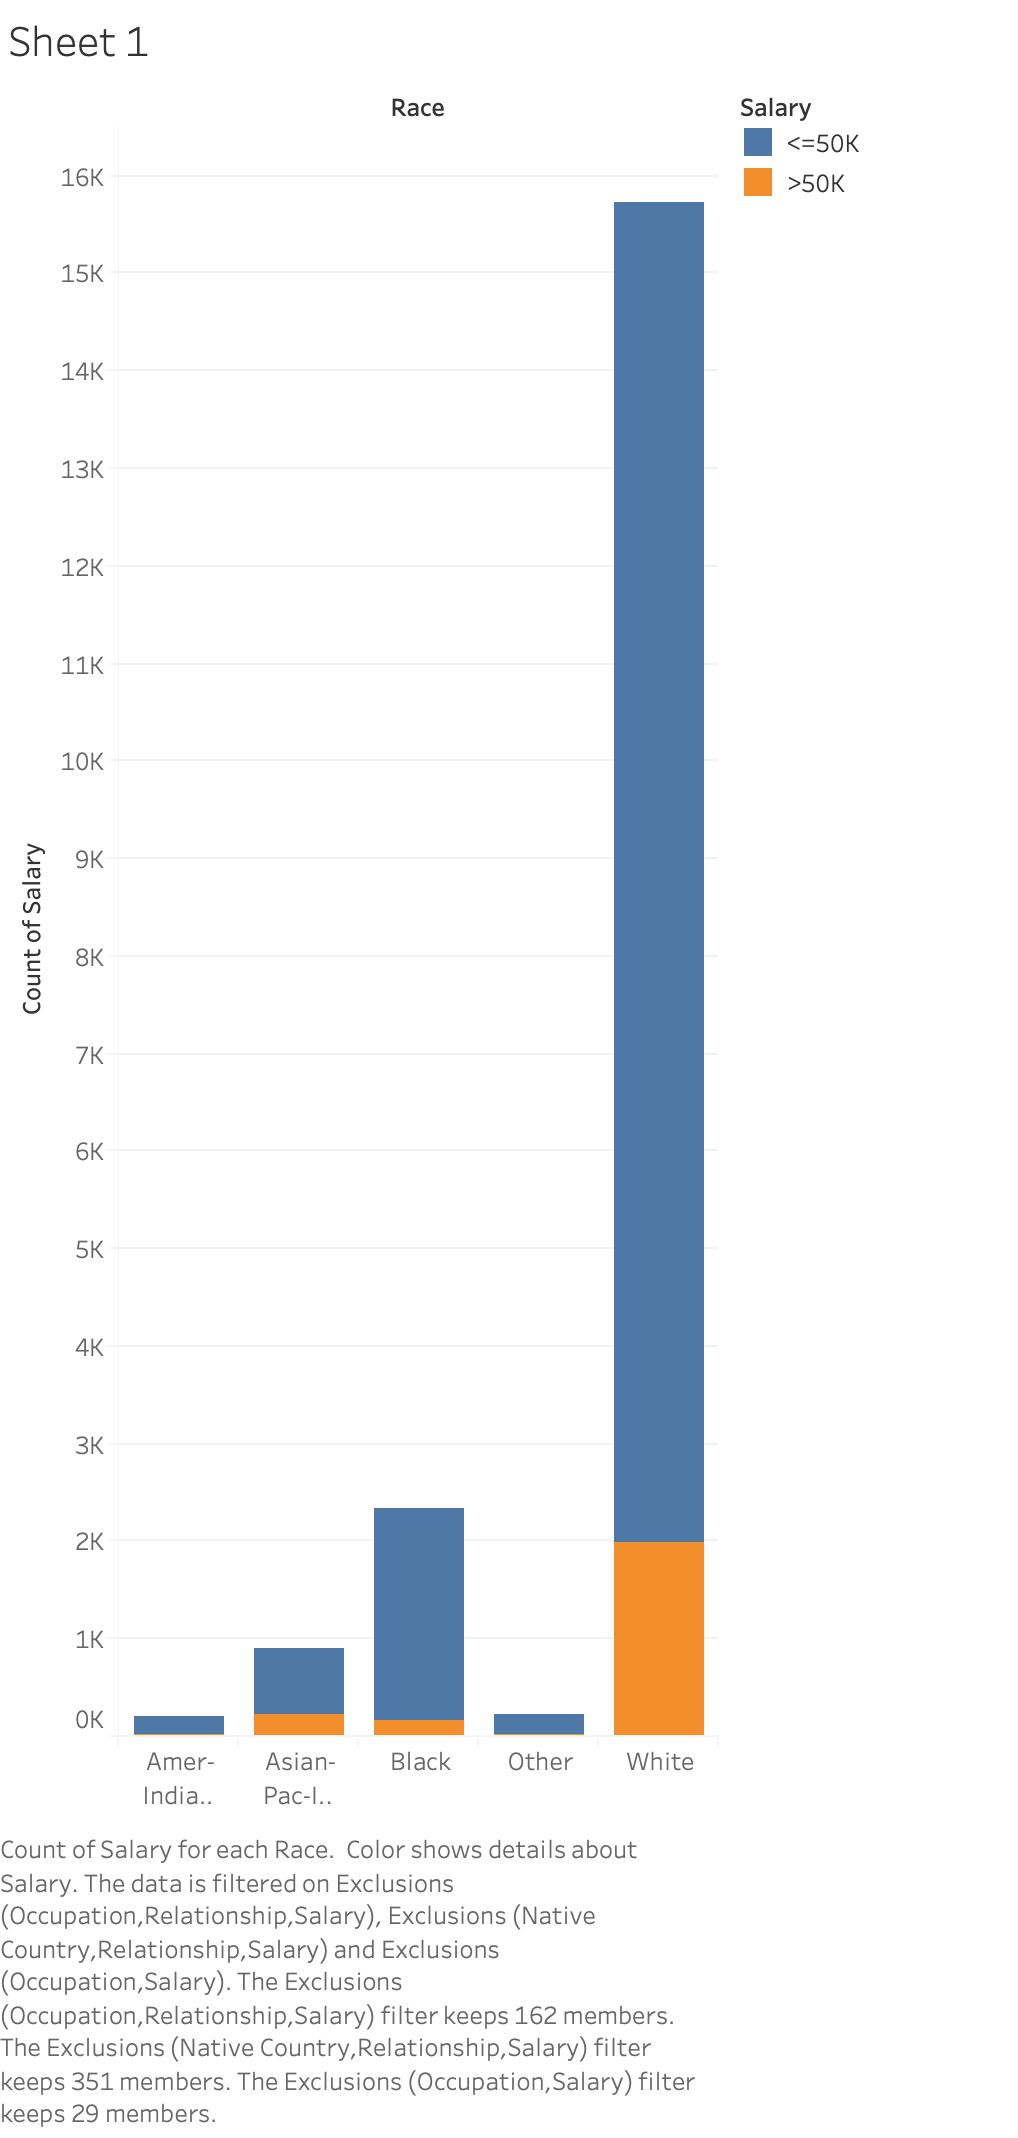 Sheet 1
Race
Salary
<=50K
>50K
16K
15K
14K
13K
12K
11K
10K
9K
8K
7K
6K
5K
4K
3K
2K
1K
0K
Count of Salary
Amer-
India..
Asian-
Pac-I..
Black
Other
White
Count of Salary for each Race.  Color shows details about
Salary. The data is filtered on Exclusions
(Occupation,Relationship,Salary), Exclusions (Native
Country,Relationship,Salary) and Exclusions
(Occupation,Salary). The Exclusions
(Occupation,Relationship,Salary) filter keeps 162 members.
The Exclusions (Native Country,Relationship,Salary) filter
keeps 351 members. The Exclusions (Occupation,Salary) filter
keeps 29 members.